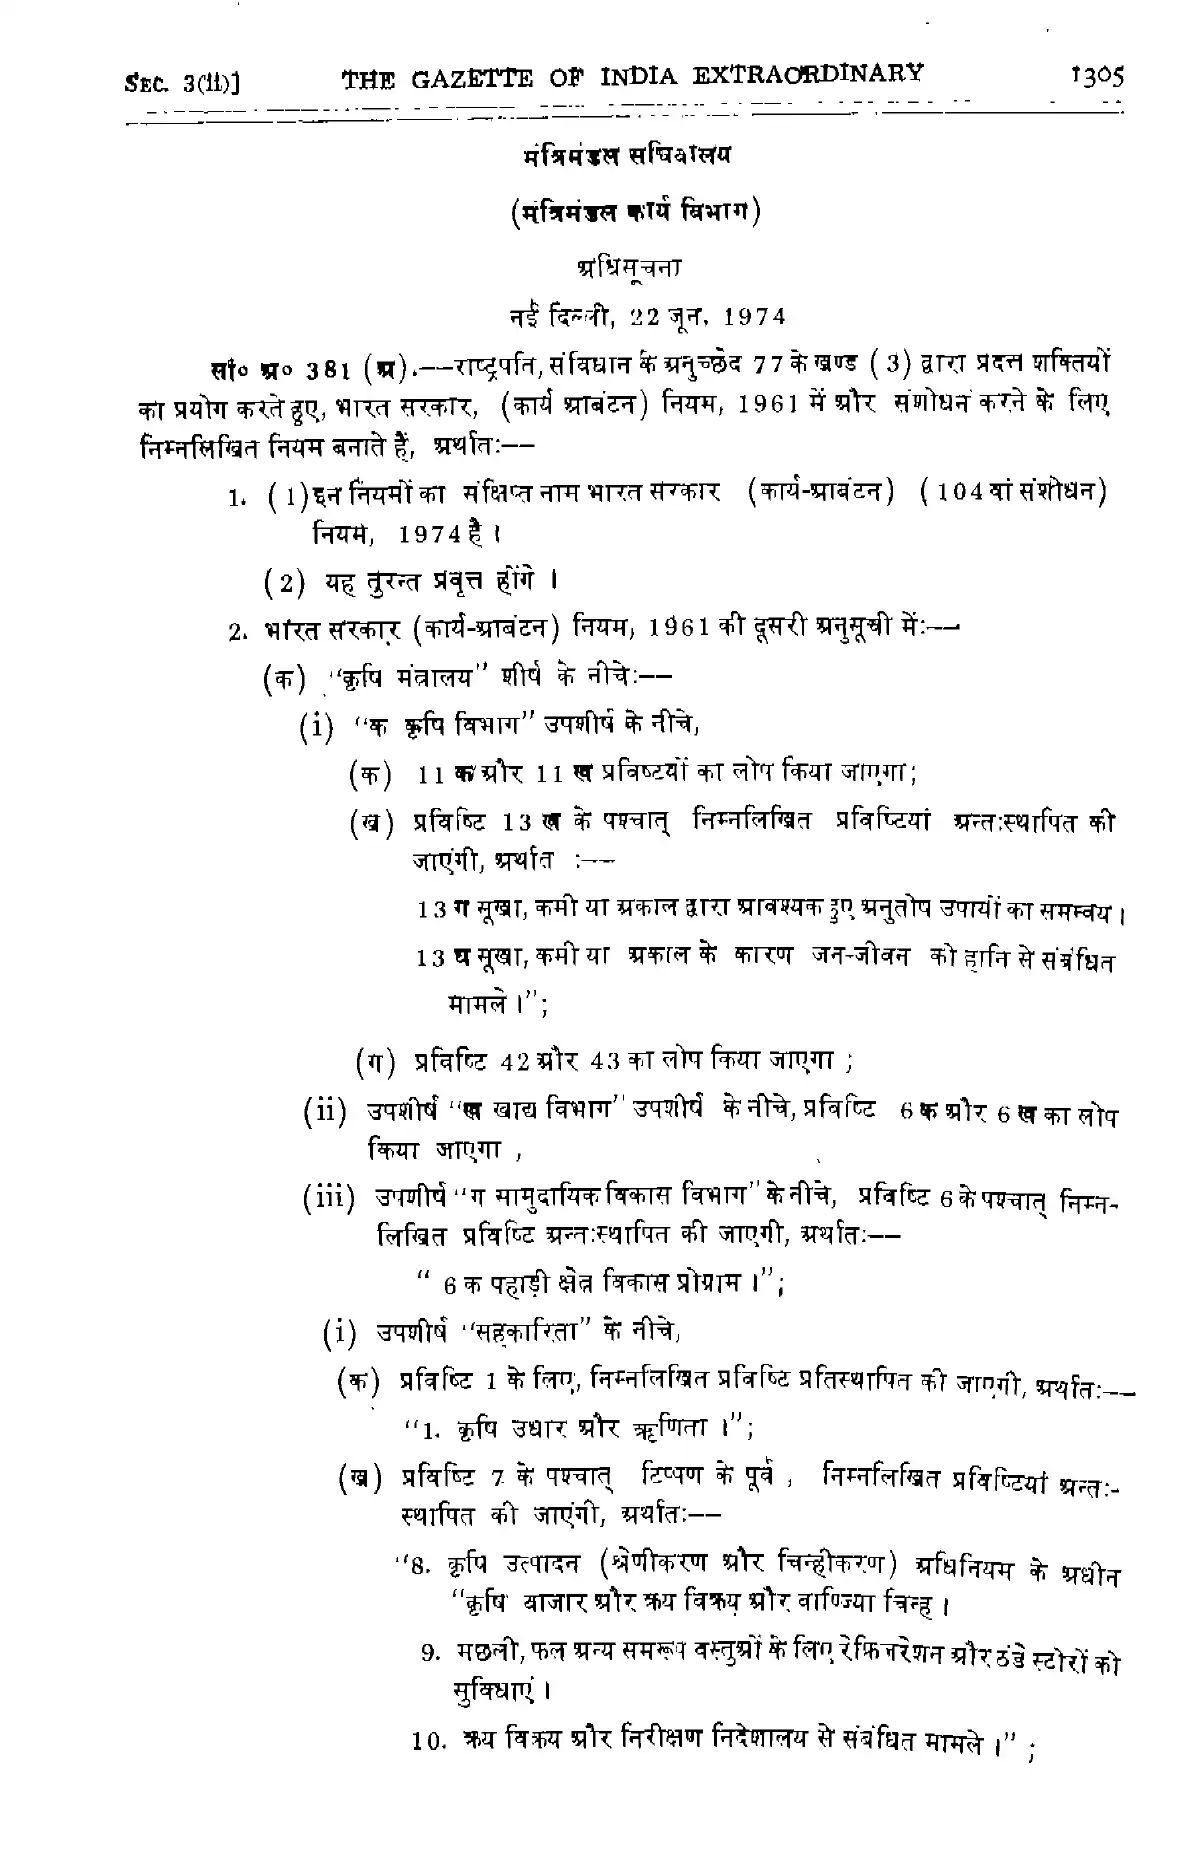 SEC. 3(ii)] THE GAZETTE OF INDIA EXTRAORDINARY 1305
मंत्रिमंडल सचिवालय
(मंत्रिमंडल कार्य विभाग)
अधिसूचना
नई दिल्ली, 22 जून, 1974
सां० अ० 381 (अ).--राष्ट्रपति, संविधान के अनुच्छेद 77 के खण्ड (3) द्वारा प्रदत्त शक्तियों
का प्रयोग करते हुए, भारत सरकार, (कार्य आबंटन) नियम, 1961 में और संशोधन करने के लिए
निम्नलिखित नियम बनाते हैं, अर्थातः--
1. (1) इन नियमों का संक्षिप्त नाम भारत सरकार (कार्य-आबंटन) (104 वां संशोधन)
नियम, 1974 है ।
(2) यह तुरन्त प्रवृत्त होंगे ।
2. भारत सरकार (कार्य-आबंटन) नियम, 1961 की दूसरी अनुसूची में:--
(क) "कृषि मंत्रालय" शीर्ष के नीचे:--
(i) "क कृषि विभाग" उपशीर्ष के नीचे,
(क) 11 क और 11 ख प्रविष्टयों का लोप किया जाएगा;
(ख) प्रविष्टि 13 ख के पश्चात् निम्नलिखित प्रविष्टियां अन्तःस्थापित की
जाएंगी, अर्थात :--
13 ग सूखा, कमी या अकाल द्वारा आवश्यक हुए अनुतोष उपायों का समन्वय ।
13 घ सूखा, कमी या अकाल के कारण जन-जीवन को हानि से संबंधित
मामले ।";
(ग) प्रविष्टि 42 और 43 का लोप किया जाएगा ;
(ii) उपशीर्ष "ख खाद्य विभाग" उपशीर्ष के नीचे, प्रविष्टि 6 क और 6 ख का लोप
किया जाएगा ,
(iii) उपशीर्ष "ग सामुदायिक विकास विभाग" के नीचे, प्रविष्टि 6 के पश्चात् निम्न-
लिखित प्रविष्टि अन्तःस्थापित की जाएगी, अर्थातः--
" 6 क पहाड़ी क्षेत्र विकास प्रोग्राम ।";
(i) उपशीर्ष "सहकारिता" के नीचे,
(क) प्रविष्टि 1 के लिए, निम्नलिखित प्रविष्टि प्रतिस्थापित की जाएगी, अर्थातः--
"1. कृषि उधार और ऋणिता ।";
(ख) प्रविष्टि 7 के पश्चात् टिप्पण के पूर्व , निम्नलिखित प्रविष्टियां अन्तः-
स्थापित की जाएंगी, अर्थातः--
"8. कृषि उत्पादन (श्रेणीकरण और चिन्हीकरण) अधिनियम के अधीन
"कृषि बाजार और क्रय विक्रय और वाणिज्या चिन्ह ।
9. मछली, फल अन्य समरूप वस्तुओं के लिए रेफ्रिजरेशन और ठंडे स्टोरों की
सुविधाएं ।
10. क्रय विक्रय और निरीक्षण निदेशालय से संबंधित मामले ।" ;